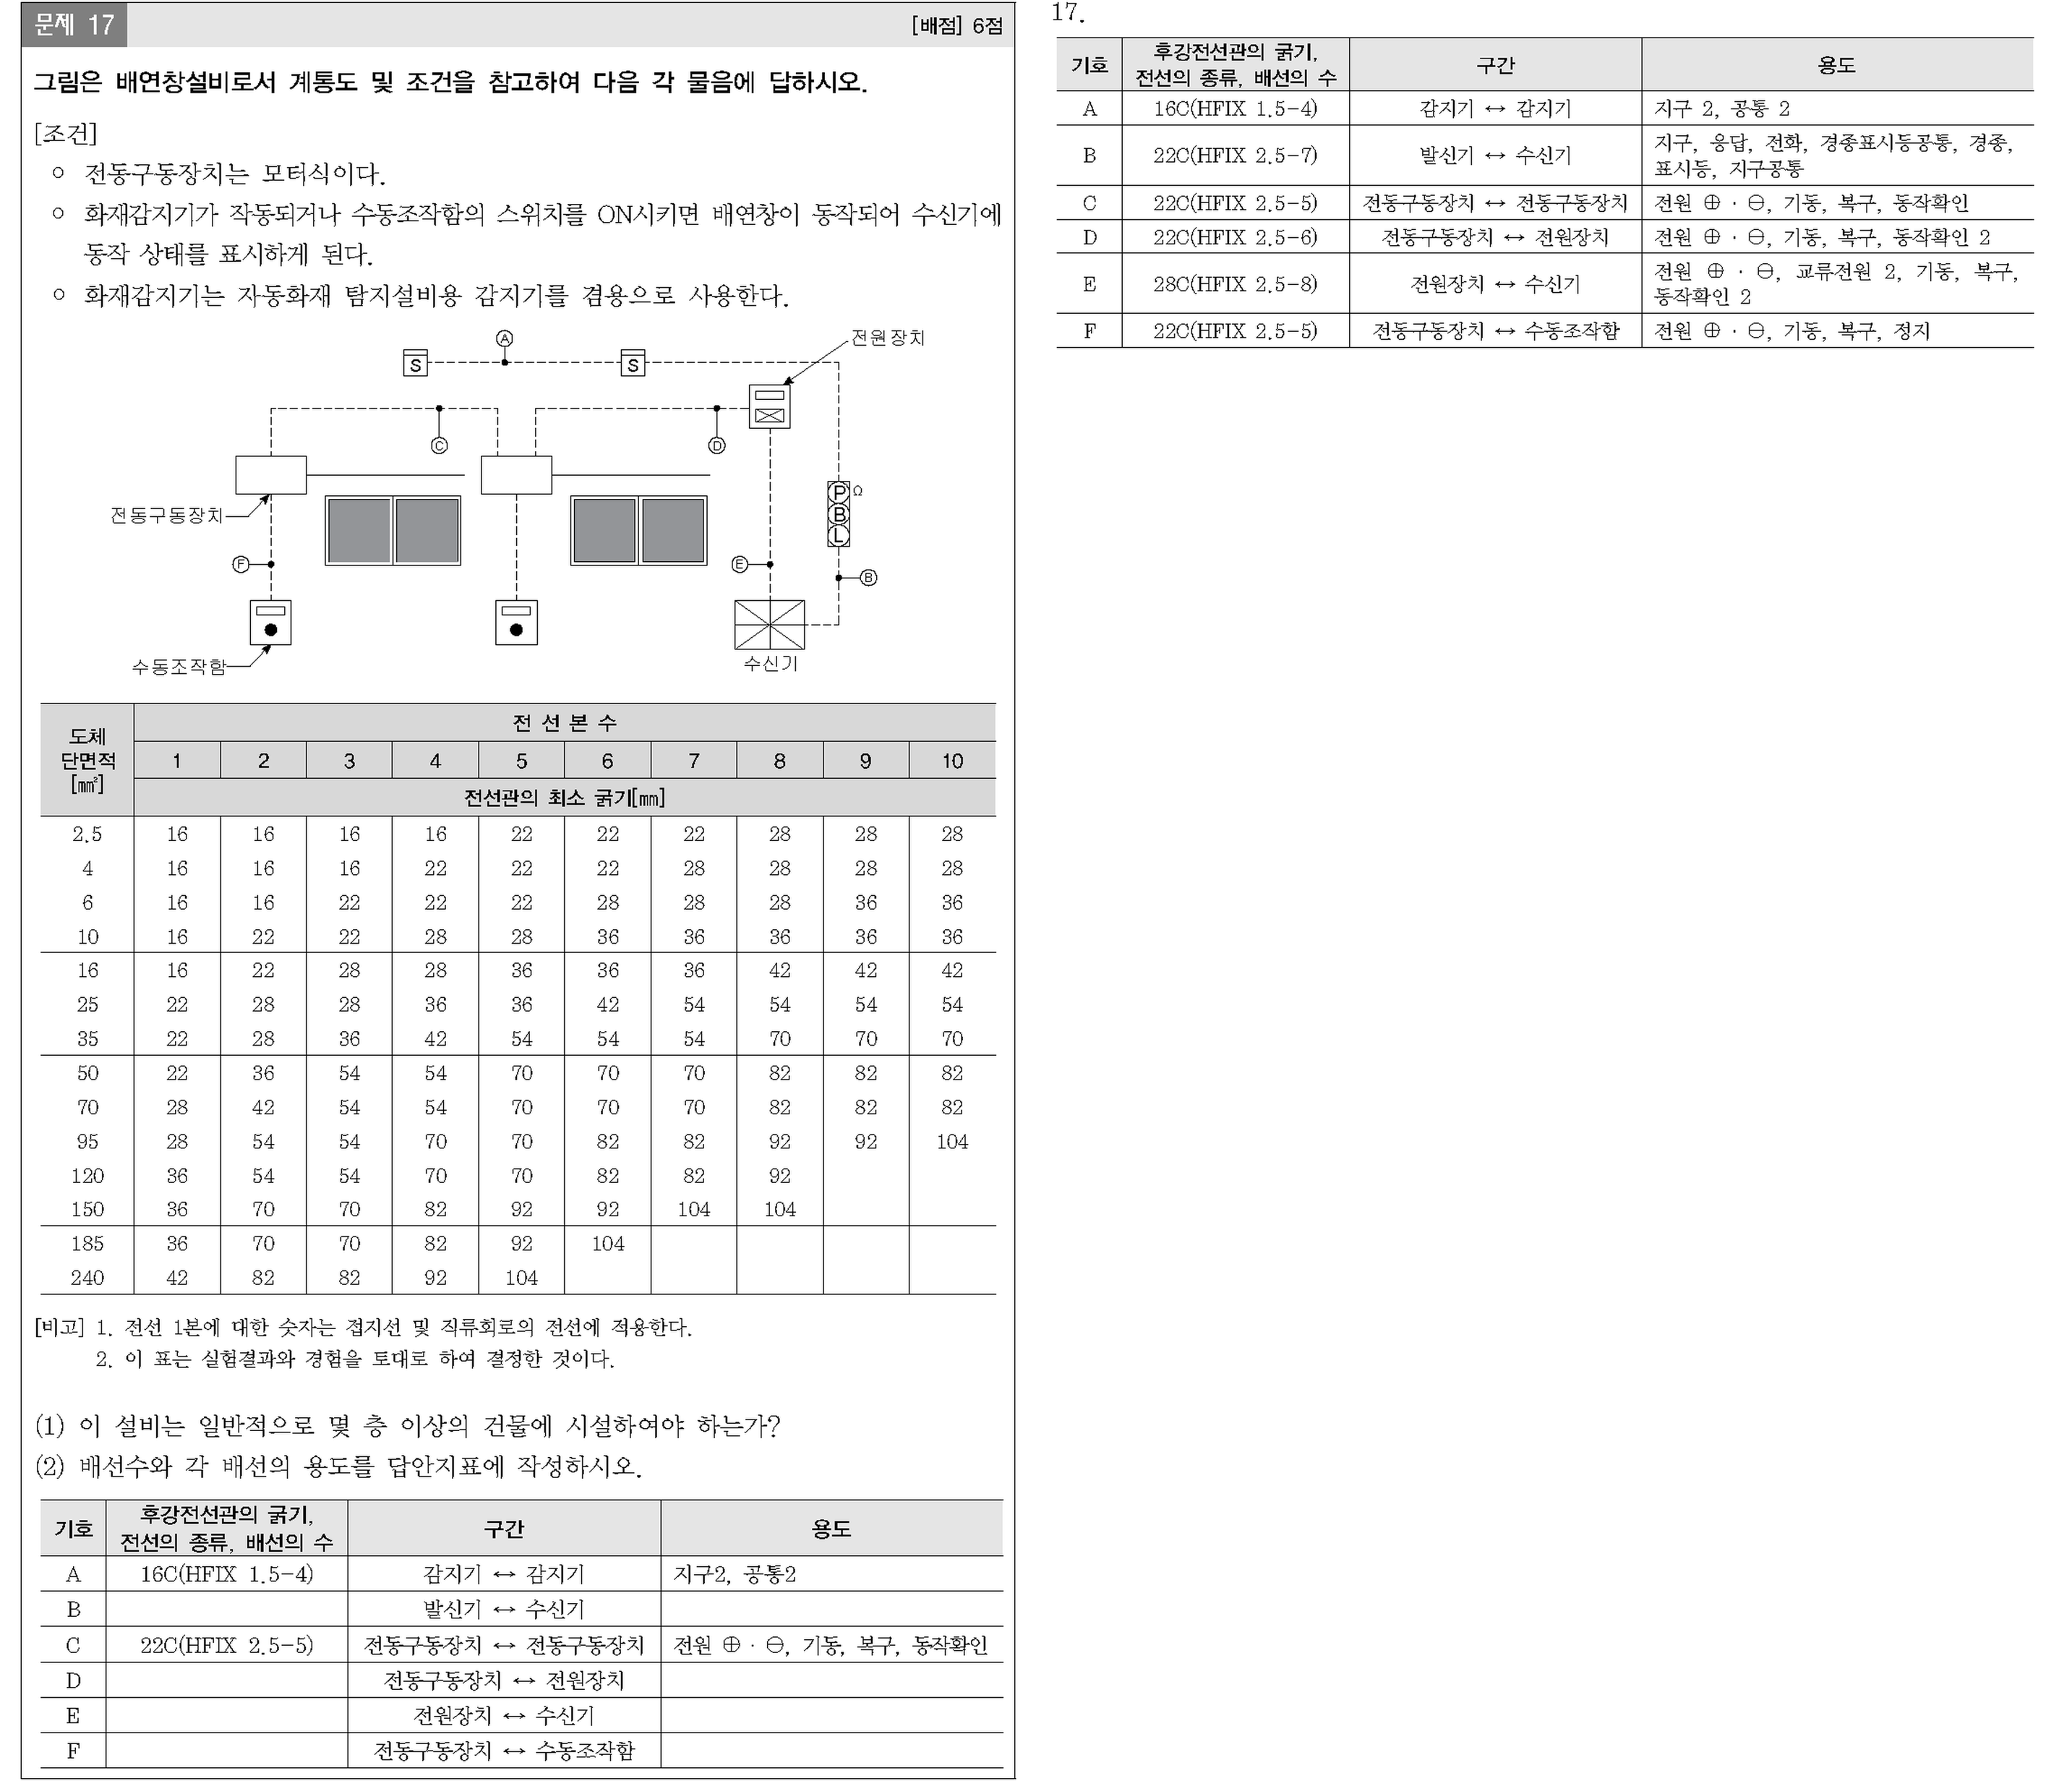 문제 17
[배점] 6점
그림은 배연창설비로서 계통도 및 조건을 참고하여 다음 각 물음에 답하시오.
[조건]
○ 전동구동장치는 모터식이다.
○ 화재감지기가 작동되거나 수동조작함의 스위치를 ON시키면 배연창이 동작되어 수신기에
동작 상태를 표시하게 된다.
○ 화재감지기는 자동화재 탐지설비용 감지기를 겸용으로 사용한다.
Ⓐ
전원장치
S S
Ⓒ Ⓓ
전동구동장치
P Ω
B
L
Ⓕ Ⓔ Ⓑ
수동조작함
수신기
도체 단면적 [㎟] 전 선 본 수
1 2 3 4 5 6 7 8 9 10
전선관의 최소 굵기[㎜]
2.5 16 16 16 16 22 22 22 28 28 28
4 16 16 16 22 22 22 28 28 28 28
6 16 16 22 22 22 28 28 28 36 36
10 16 22 22 28 28 36 36 36 36 36
16 16 22 28 28 36 36 36 42 42 42
25 22 28 28 36 36 42 54 54 54 54
35 22 28 36 42 54 54 54 70 70 70
50 22 36 54 54 70 70 70 82 82 82
70 28 42 54 54 70 70 70 82 82 82
95 28 54 54 70 70 82 82 92 92 104
120 36 54 54 70 70 82 82 92
150 36 70 70 82 92 92 104 104
185 36 70 70 82 92 104
240 42 82 82 92 104
[비고] 1. 전선 1본에 대한 숫자는 접지선 및 직류회로의 전선에 적용한다.
2. 이 표는 실험결과와 경험을 토대로 하여 결정한 것이다.
(1) 이 설비는 일반적으로 몇 층 이상의 건물에 시설하여야 하는가?
(2) 배선수와 각 배선의 용도를 답안지표에 작성하시오.
기호 후강전선관의 굵기, 전선의 종류, 배선의 수 구간 용도
A 16C(HFIX 1.5-4) 감지기 ↔ 감지기 지구2, 공통2
B 발신기 ↔ 수신기
C 22C(HFIX 2.5-5) 전동구동장치 ↔ 전동구동장치 전원 ⊕ · ⊖, 기동, 복구, 동작확인
D 전동구동장치 ↔ 전원장치
E 전원장치 ↔ 수신기
F 전동구동장치 ↔ 수동조작함
17.
기호 후강전선관의 굵기, 전선의 종류, 배선의 수 구간 용도
A 16C(HFIX 1.5-4) 감지기 ↔ 감지기 지구 2, 공통 2
B 22C(HFIX 2.5-7) 발신기 ↔ 수신기 지구, 응답, 전화, 경종표시등공통, 경종,
표시등, 지구공통
C 22C(HFIX 2.5-5) 전동구동장치 ↔ 전동구동장치 전원 ⊕ · ⊖, 기동, 복구, 동작확인
D 22C(HFIX 2.5-6) 전동구동장치 ↔ 전원장치 전원 ⊕ · ⊖, 기동, 복구, 동작확인 2
E 28C(HFIX 2.5-8) 전원장치 ↔ 수신기 전원 ⊕ · ⊖, 교류전원 2, 기동, 복구,
동작확인 2
F 22C(HFIX 2.5-5) 전동구동장치 ↔ 수동조작함 전원 ⊕ · ⊖, 기동, 복구, 정지